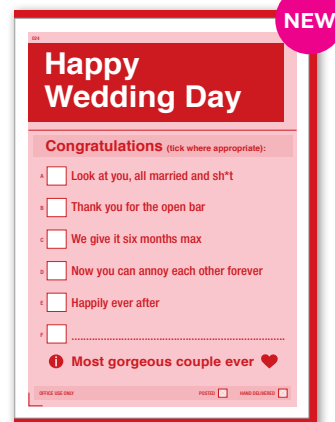 NEW
024
Happy
Wedding Day
Congratulations (tick where appropriate):
A Look at you, all married and sh*t
B Thank you for the open bar
C We give it six months max
D Now you can annoy each other forever
E Happily ever after
F ................................................................
i Most gorgeous couple ever
OFFICE USE ONLY POSTED HAND DELIVERED